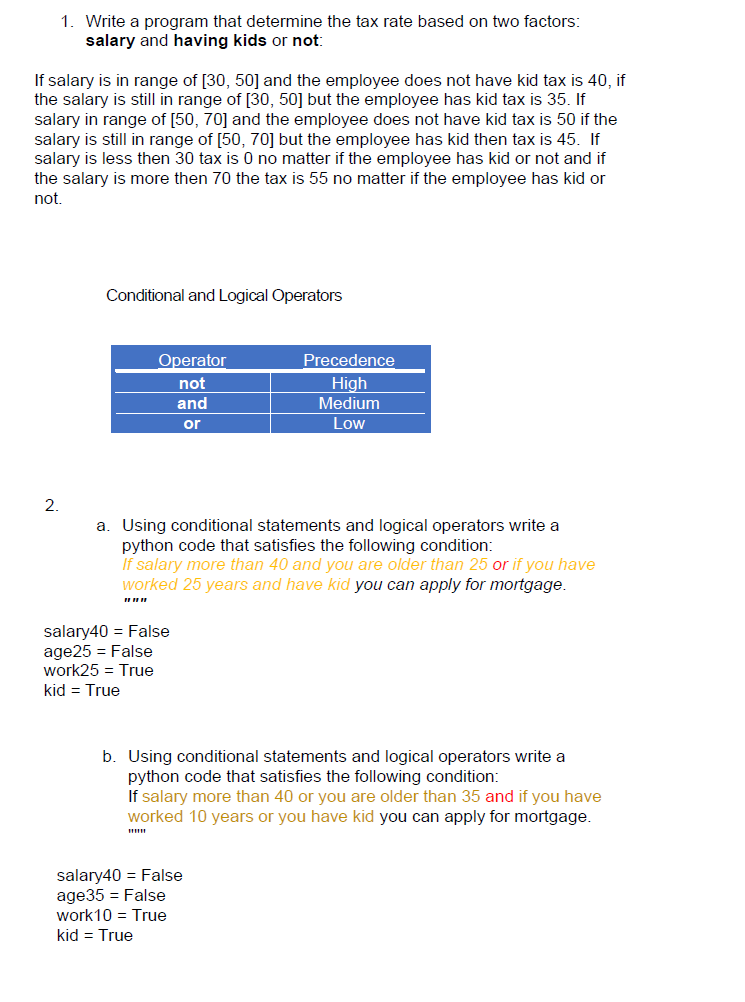 1. Write a program that determine the tax rate based on two factors:
salary and having kids or not:
If salary is in range of [30, 50] and the employee does not have kid tax is 40, if
the salary is still in range of [30, 50] but the employee has kid tax is 35. If
salary in range of [50, 70] and the employee does not have kid tax is 50 if the
salary is still in range of [50, 70] but the employee has kid then tax is 45. If
salary is less then 30 tax is 0 no matter if the employee has kid or not and if
the salary is more then 70 the tax is 55 no matter if the employee has kid or
not.
Conditional and Logical Operators
Operator Precedence
not High
and Medium
or Low
2.
a. Using conditional statements and logical operators write a
python code that satisfies the following condition:
If salary more than 40 and you are older than 25 or if you have
worked 25 years and have kid you can apply for mortgage.
"""
salary40 = False
age25 = False
work25 = True
kid = True
b. Using conditional statements and logical operators write a
python code that satisfies the following condition:
If salary more than 40 or you are older than 35 and if you have
worked 10 years or you have kid you can apply for mortgage.
"""
salary40 = False
age35 = False
work10 = True
kid = True